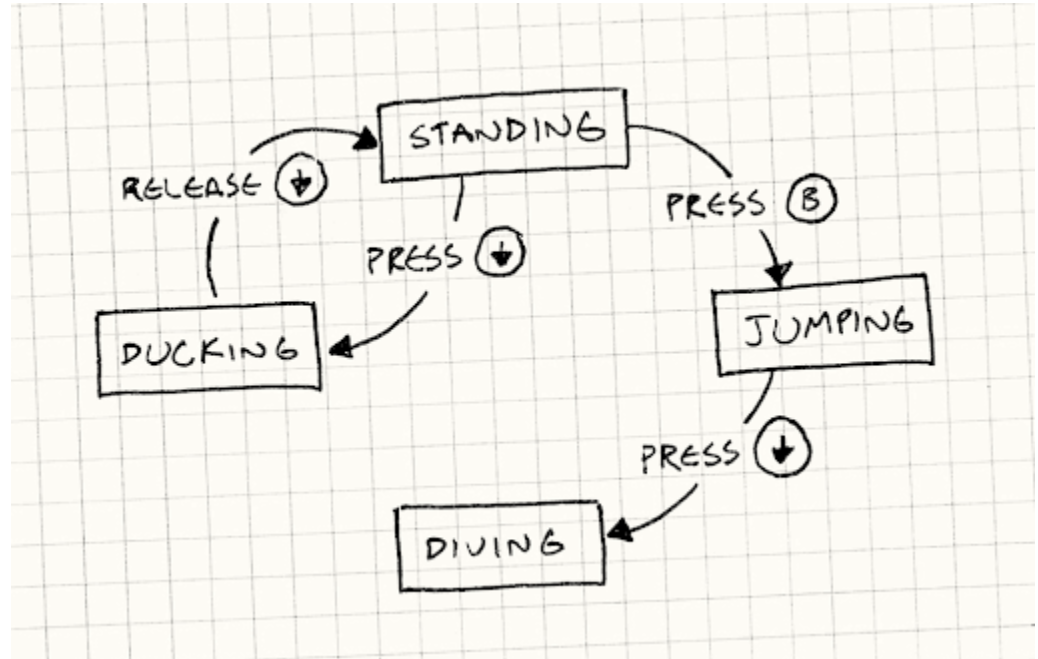 STANDING
RELEASE ↓
PRESS B
PRESS ↓
DUCKING
JUMPING
PRESS ↓
DIVING